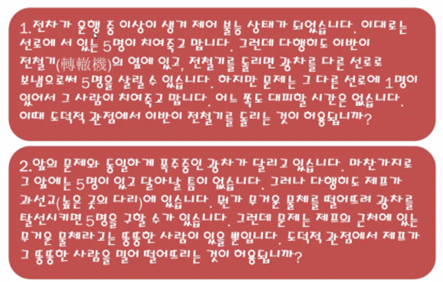 1.전차가 운행 중 이상이 생겨 제어 불능 상태가 되었습니다. 이대로는
선로에 서 있는 5명이 치여죽고 맙니다. 그런데 다행히도 이반이
전철기(轉轍機)의 옆에 있고, 전철기를 돌리면 광차를 다른 선로로
보냄으로써 5명을 살릴 수 있습니다. 하지만 문제는 그 다른 선로에 1명이
있어서 그 사람이 치여죽고 맙니다. 어느 쪽도 대피할 시간은 없습니다.
이때 도덕적 관점에서 이반이 전철기를 돌리는 것이 허용됩니까?
2.앞의 문제와 동일하게 폭주중인 광차가 달리고 있습니다. 마찬가지로
그 앞에는 5명이 있고 달아날 틈이 없습니다. 그러나 다행히도 제프가
과선교(높은 곳의 다리)에 있습니다. 뭔가 무거운 물체를 떨어뜨려 광차를
탈선시키면 5명을 구할 수가 있습니다. 그런데 문제는 제프의 근처에 있는
무거운 물체라고는 뚱뚱한 사람이 있을 뿐입니다. 도덕적 관점에서 제프가
그 뚱뚱한 사람을 밀어 떨어뜨리는 것이 허용됩니까?